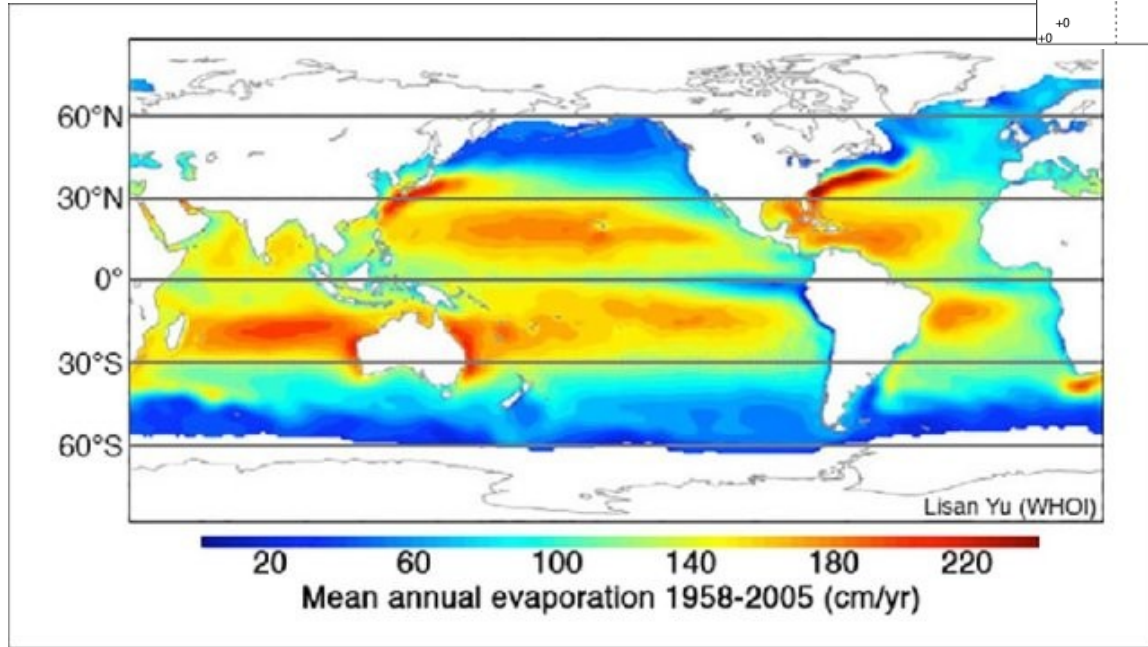 +0
+0
60°N
30°N
0°
30°S
60°S
Lisan Yu (WHOI)
20 60 100 140 180 220
Mean annual evaporation 1958-2005 (cm/yr)